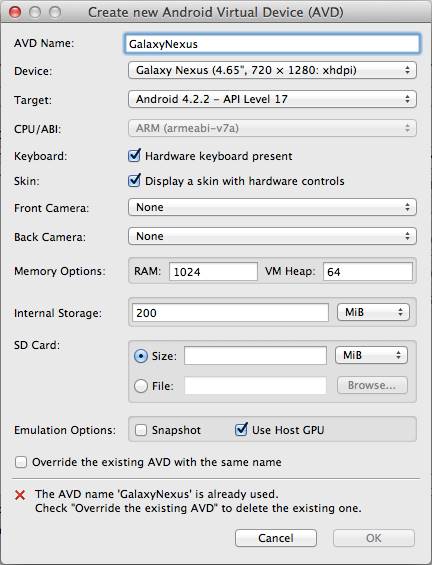 Create new Android Virtual Device (AVD)
AVD Name: GalaxyNexus
Device: Galaxy Nexus (4.65", 720 × 1280: xhdpi)
Target: Android 4.2.2 – API Level 17
CPU/ABI: ARM (armeabi-v7a)
Keyboard: Hardware keyboard present
Skin: Display a skin with hardware controls
Front Camera: None
Back Camera: None
Memory Options: RAM: 1024 VM Heap: 64
Internal Storage: 200 MiB
SD Card:
Size: MiB
File: Browse...
Emulation Options: Snapshot Use Host GPU
Override the existing AVD with the same name
The AVD name 'GalaxyNexus' is already used.
Check "Override the existing AVD" to delete the existing one.
Cancel OK